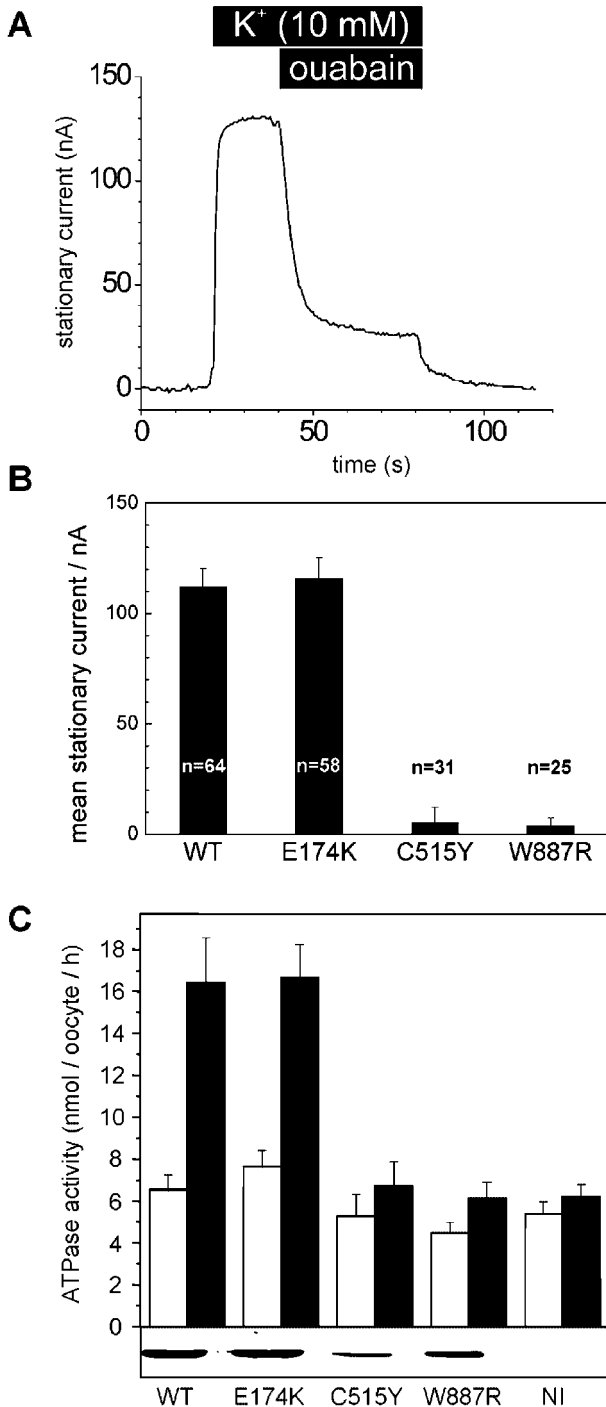 A
K⁺ (10 mM)
ouabain
150
100
50
0
stationary current (nA)
0 50 100
time (s)
B
150
100
50
0
mean stationary current / nA
n=64 n=58 n=31 n=25
WT E174K C515Y W887R
C
18
16
14
12
10
8
6
4
2
0
ATPase activity (nmol / oocyte / h)
WT E174K C515Y W887R NI